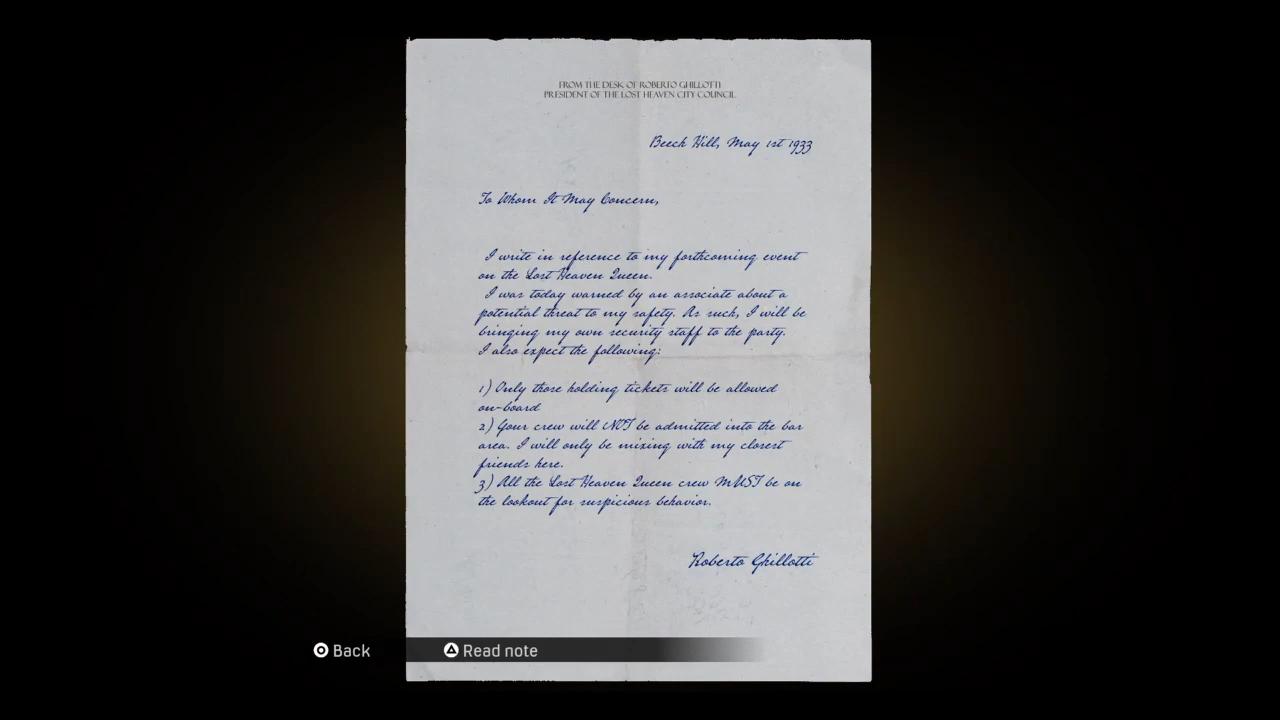 FROM THE DESK OF ROBERTO GHILLOTTI
PRESIDENT OF THE LOST HEAVEN CITY COUNCIL
Beech Hill, May 1st 1933
To Whom It May Concern,
I write in reference to my forthcoming event
on the Lost Heaven Queen.
I was today warned by an associate about a
potential threat to my safety. As such, I will be
bringing my own security staff to the party.
I also expect the following:
1) Only those holding tickets will be allowed
on-board
2) Your crew will NOT be admitted into the bar
area. I will only be mixing with my closest
friends here.
3) All the Lost Heaven Queen crew MUST be on
the lookout for suspicious behavior.
Roberto Ghillotti
Back Read note